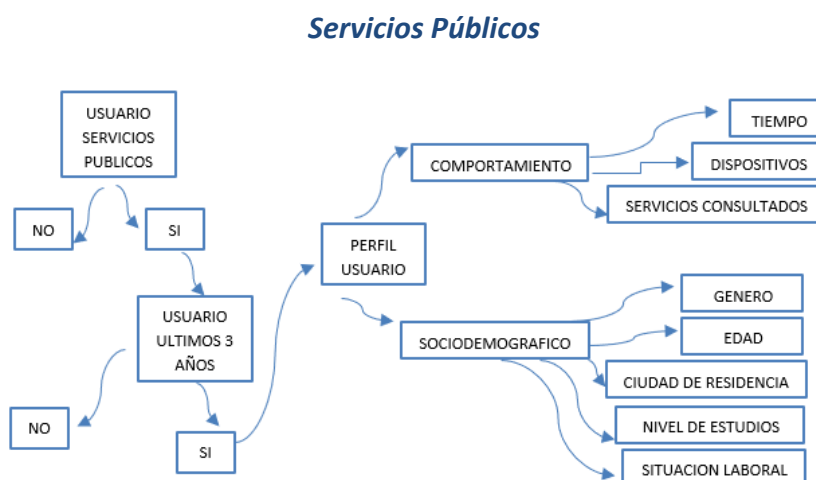 Servicios Públicos
USUARIO
SERVICIOS
PUBLICOS
NO
SI
USUARIO
ULTIMOS 3
AÑOS
NO
SI
PERFIL
USUARIO
COMPORTAMIENTO
TIEMPO
DISPOSITIVOS
SERVICIOS CONSULTADOS
SOCIODEMOGRAFICO
GENERO
EDAD
CIUDAD DE RESIDENCIA
NIVEL DE ESTUDIOS
SITUACION LABORAL